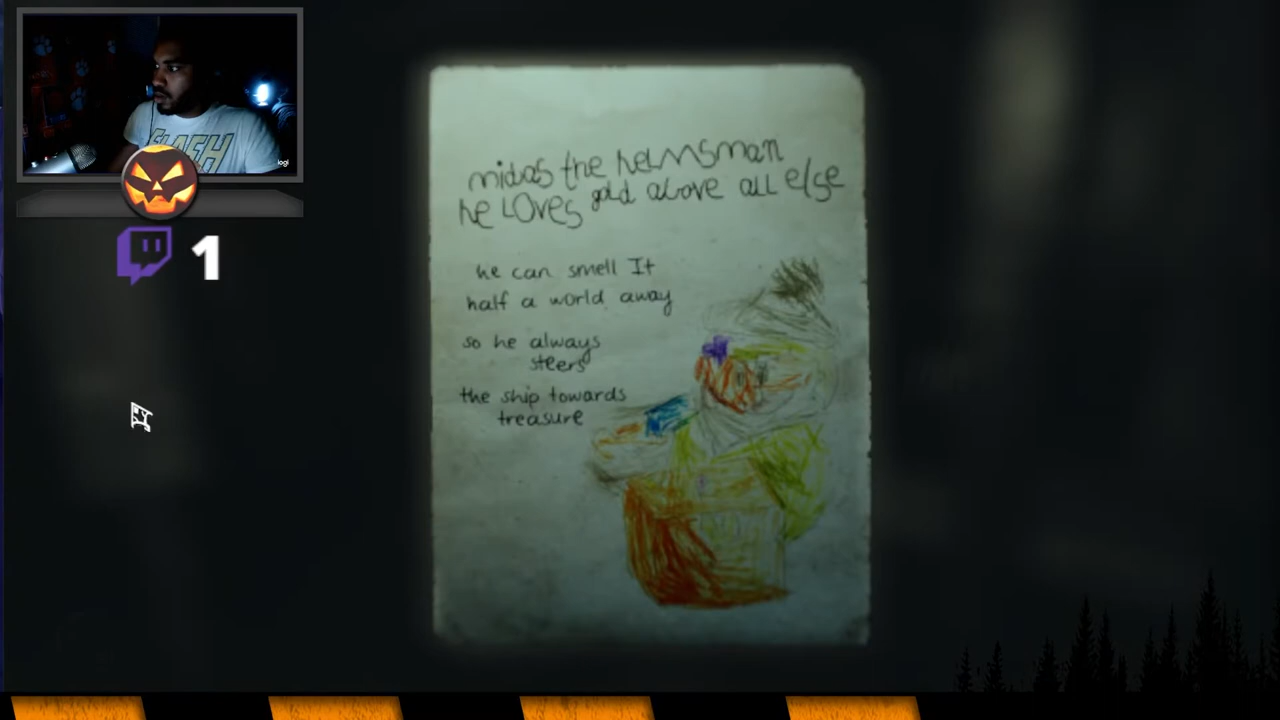 midas the helmsman
he LOves gold above aLL else
he can smell It
half a world away
so he always
steers
the ship towards
treasure
1
logi